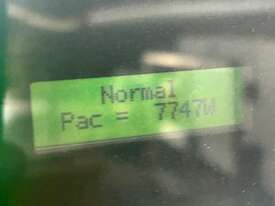 Normal
Pac = 7747W